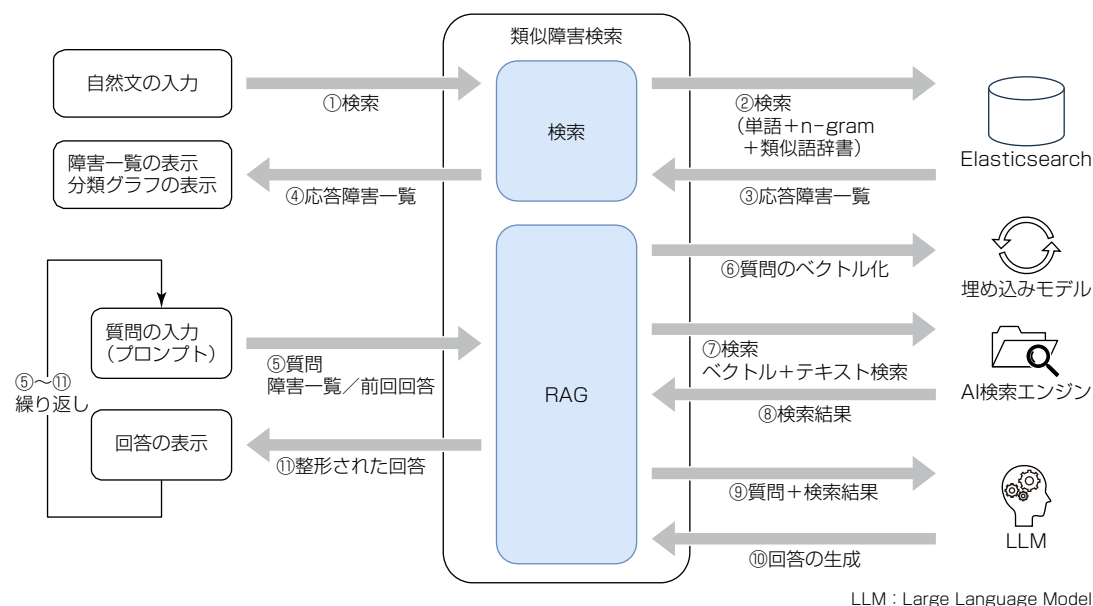 類似障害検索
自然文の入力
①検索
検索
②検索
（単語＋n-gram
＋類似語辞書）
Elasticsearch
障害一覧の表示
分類グラフの表示
④応答障害一覧
③応答障害一覧
⑥質問のベクトル化
埋め込みモデル
質問の入力
（プロンプト）
⑤質問
障害一覧／前回回答
⑦検索
ベクトル＋テキスト検索
AI検索エンジン
⑤～⑪
繰り返し
RAG
⑧検索結果
回答の表示
⑪整形された回答
⑨質問＋検索結果
LLM
⑩回答の生成
LLM：Large Language Model